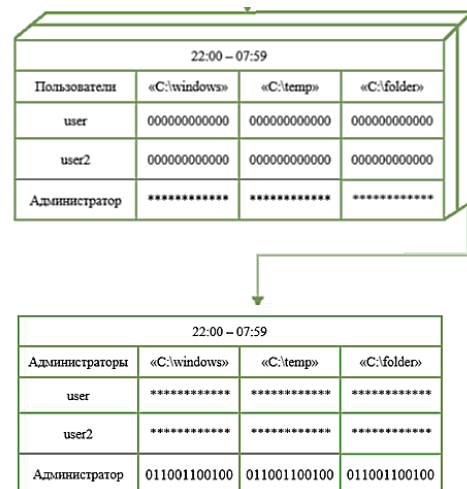 22:00 – 07:59
Пользователи «C:\windows» «C:\temp» «C:\folder»
user 000000000000 000000000000 000000000000
user2 000000000000 000000000000 000000000000
Администратор ************ ************ ************
22:00 – 07:59
Администраторы «C:\windows» «C:\temp» «C:\folder»
user ************ ************ ************
user2 ************ ************ ************
Администратор 011001100100 011001100100 011001100100